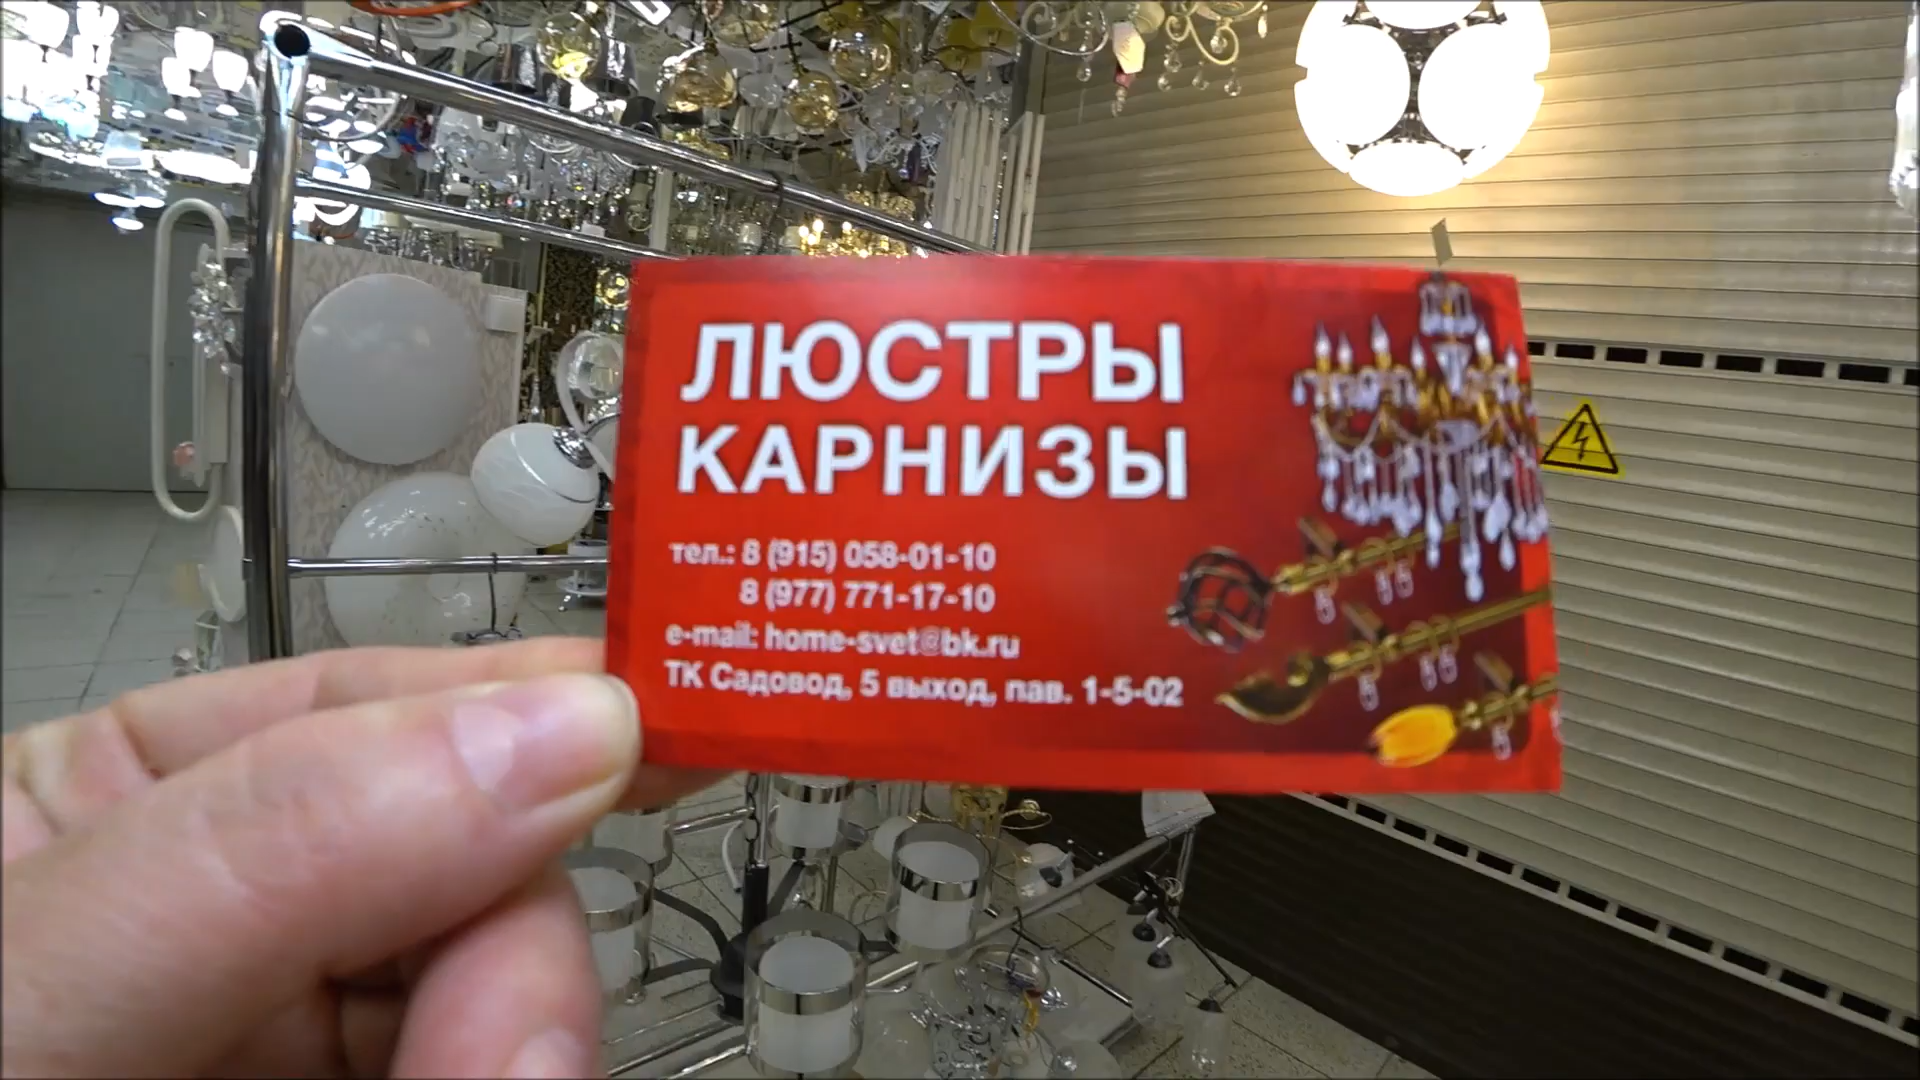 ЛЮСТРЫ
КАРНИЗЫ
тел.: 8 (915) 058-01-10
8 (977) 771-17-10
e-mail: home-svet@bk.ru
ТК Садовод, 5 выход, пав. 1-5-02